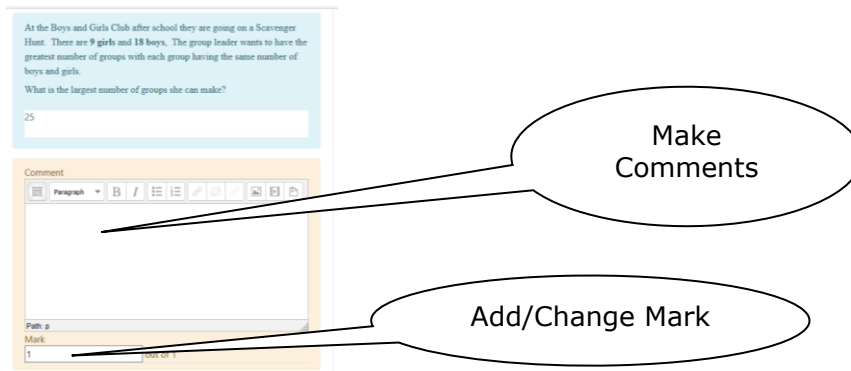 At the Boys and Girls Club after school they are going on a Scavenger
Hunt. There are 9 girls and 18 boys, The group leader wants to have the
greatest number of groups with each group having the same number of
boys and girls.
What is the largest number of groups she can make?
25
Comment
Paragraph
B I
Path: p
Mark
1 out of 1
Make
Comments
Add/Change Mark